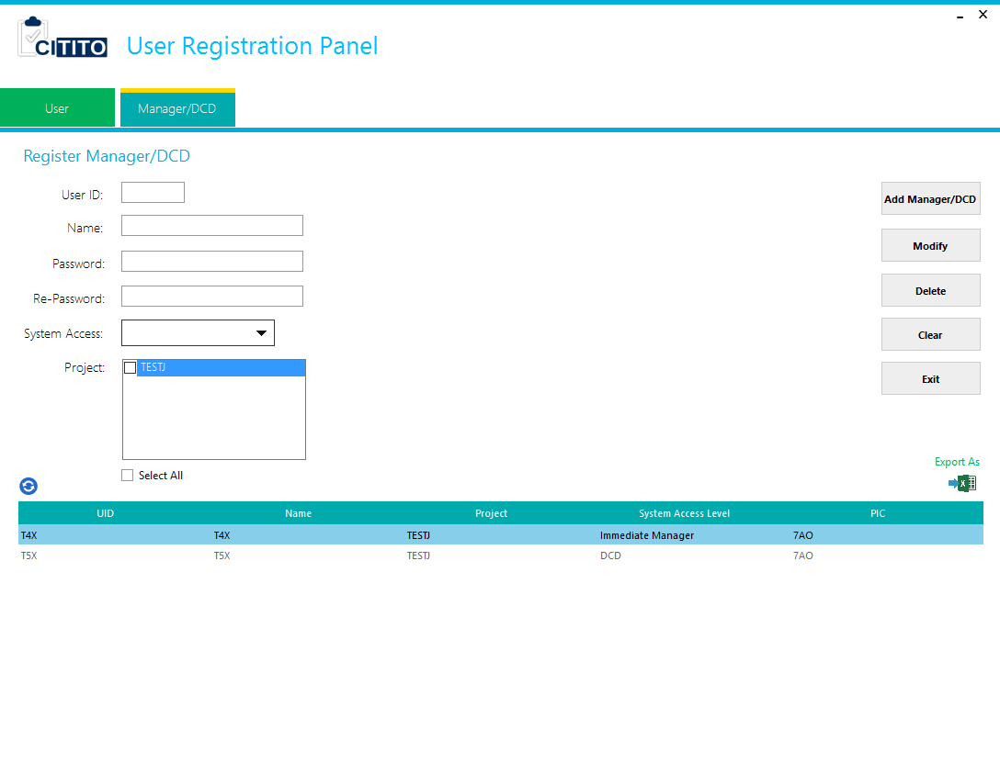 CITITO
User Registration Panel
User
Manager/DCD
Register Manager/DCD
User ID:
Name:
Password:
Re-Password:
System Access:
Project:
TESTJ
Select All
Add Manager/DCD
Modify
Delete
Clear
Exit
Export As
UID Name Project System Access Level PIC
T4X T4X TESTJ Immediate Manager 7AO
T5X T5X TESTJ DCD 7AO